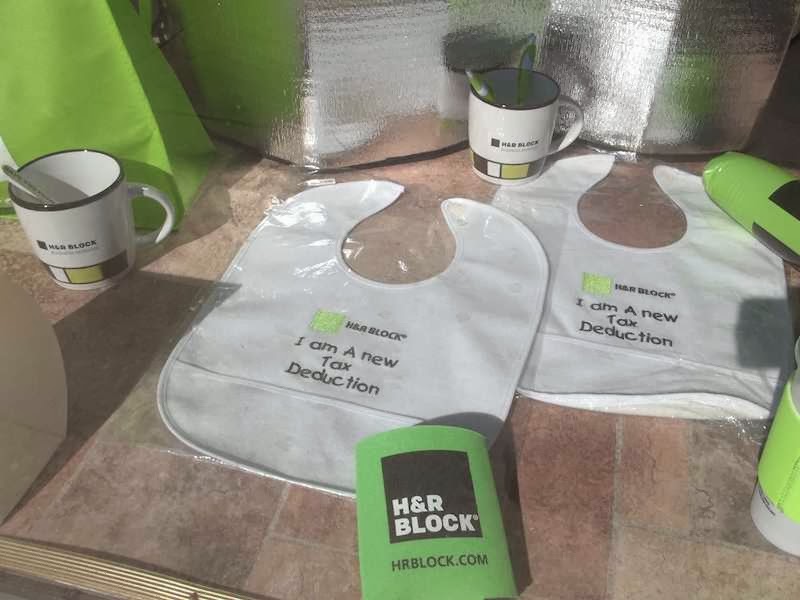 H&R BLOCK
H&R BLOCK
H&R BLOCK®
I am A new
Tax
Deduction
H&R BLOCK®
I am A new
Tax
Deduction
H&R
BLOCK®
HRBLOCK.COM